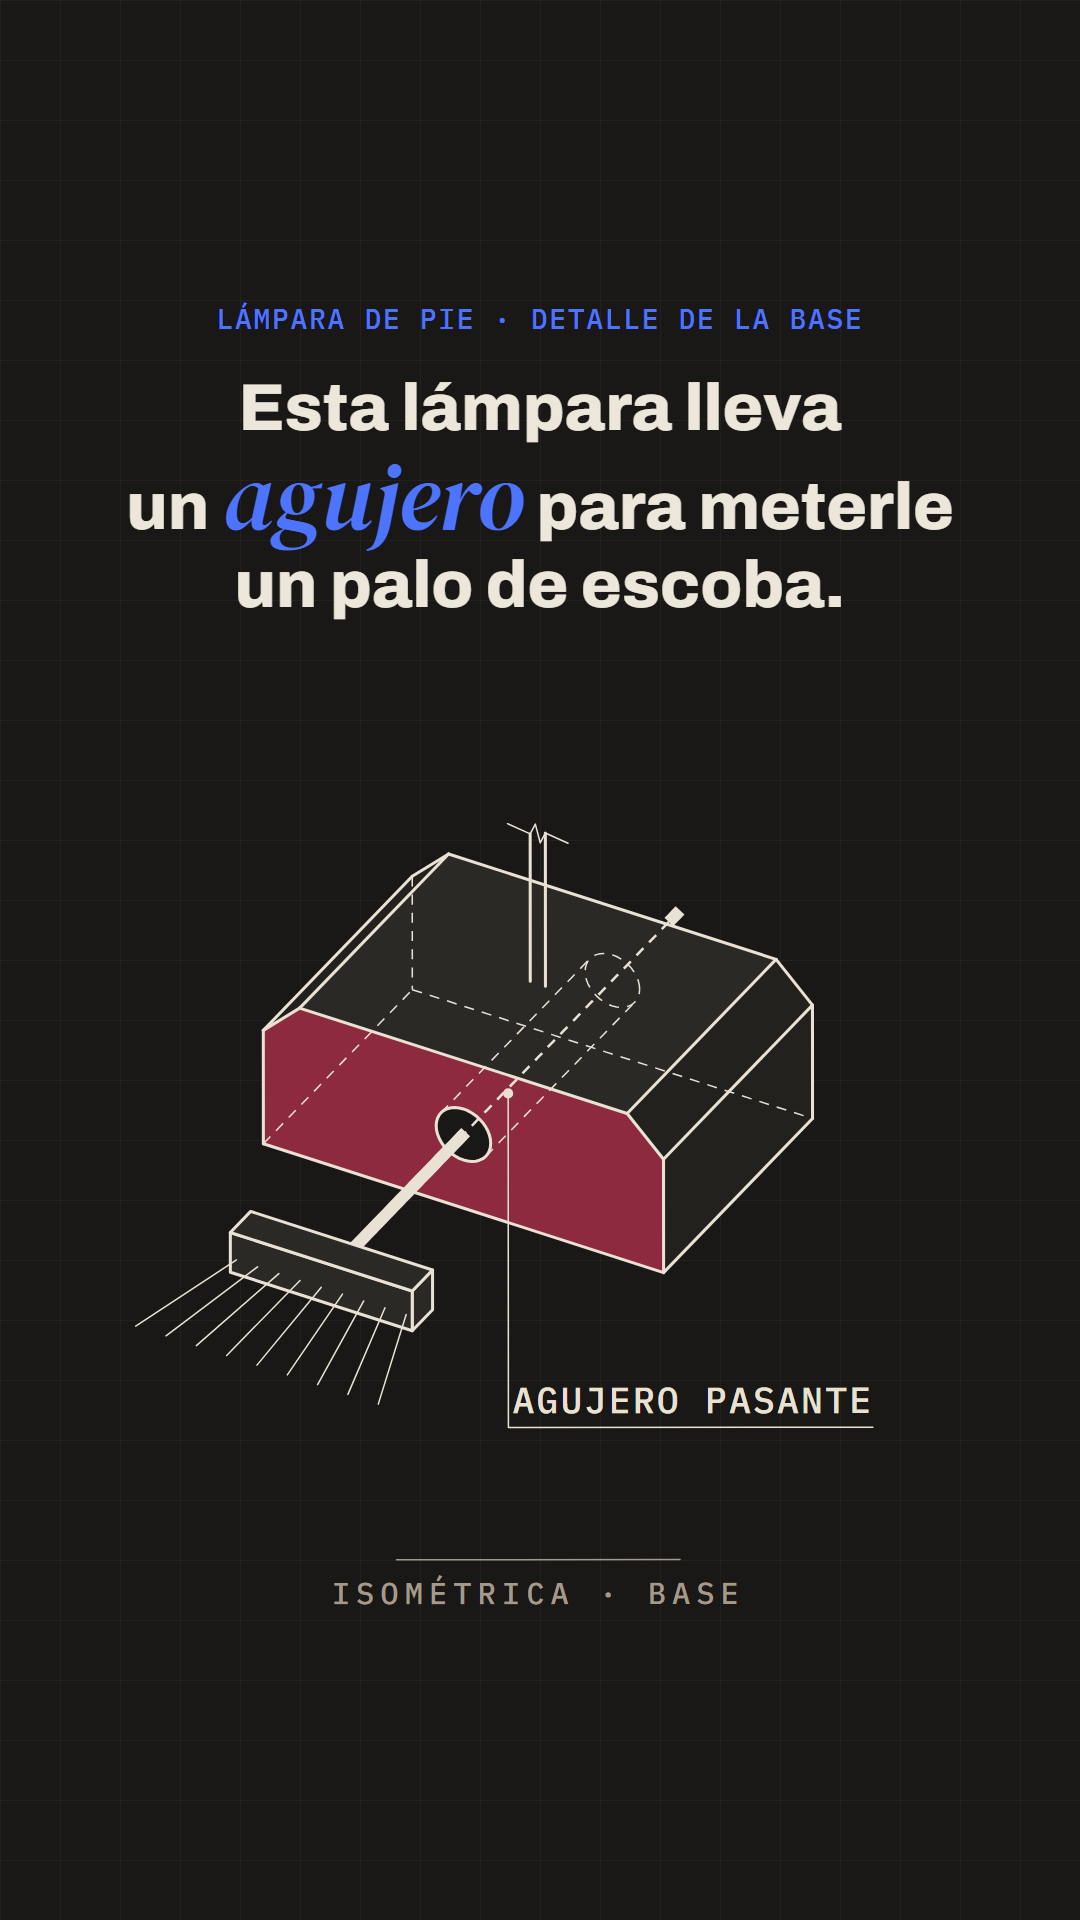 LÁMPARA DE PIE · DETALLE DE LA BASE
Esta lámpara lleva
un agujero para meterle
un palo de escoba.
AGUJERO PASANTE
ISOMÉTRICA · BASE